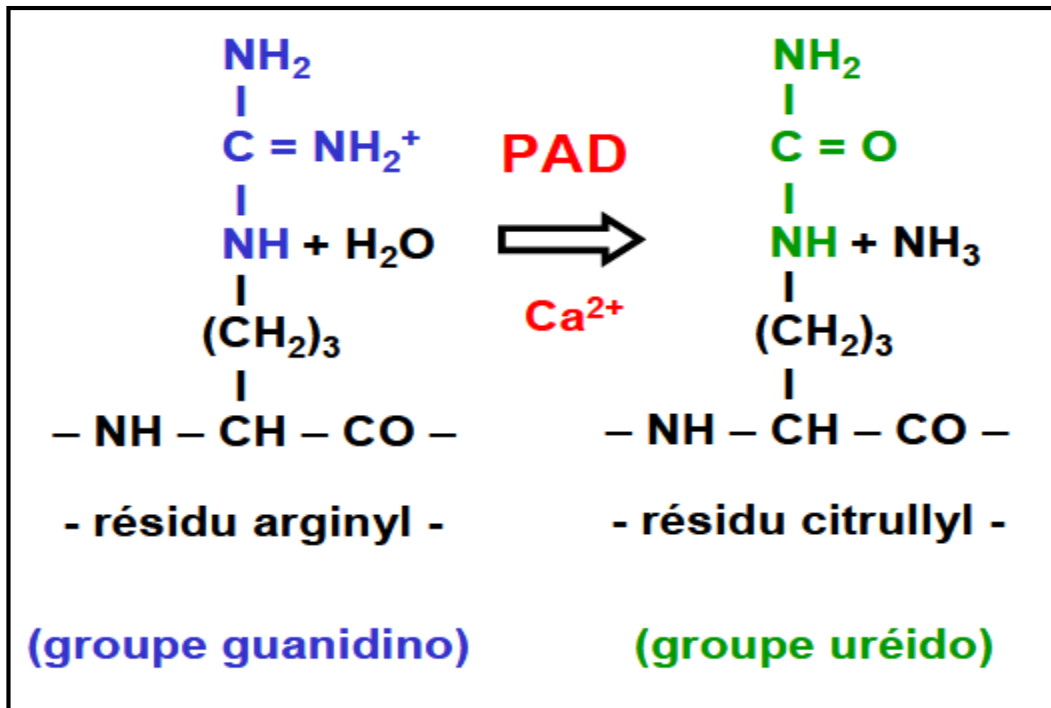 NH₂ NH₂
C = NH₂⁺ PAD C = O
NH + H₂O NH + NH₃
Ca²⁺
(CH₂)₃ (CH₂)₃
– NH – CH – CO – – NH – CH – CO –
- résidu arginyl - - résidu citrullyl -
(groupe guanidino) (groupe uréido)